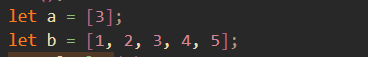 let a = [3];
let b = [1, 2, 3, 4, 5];